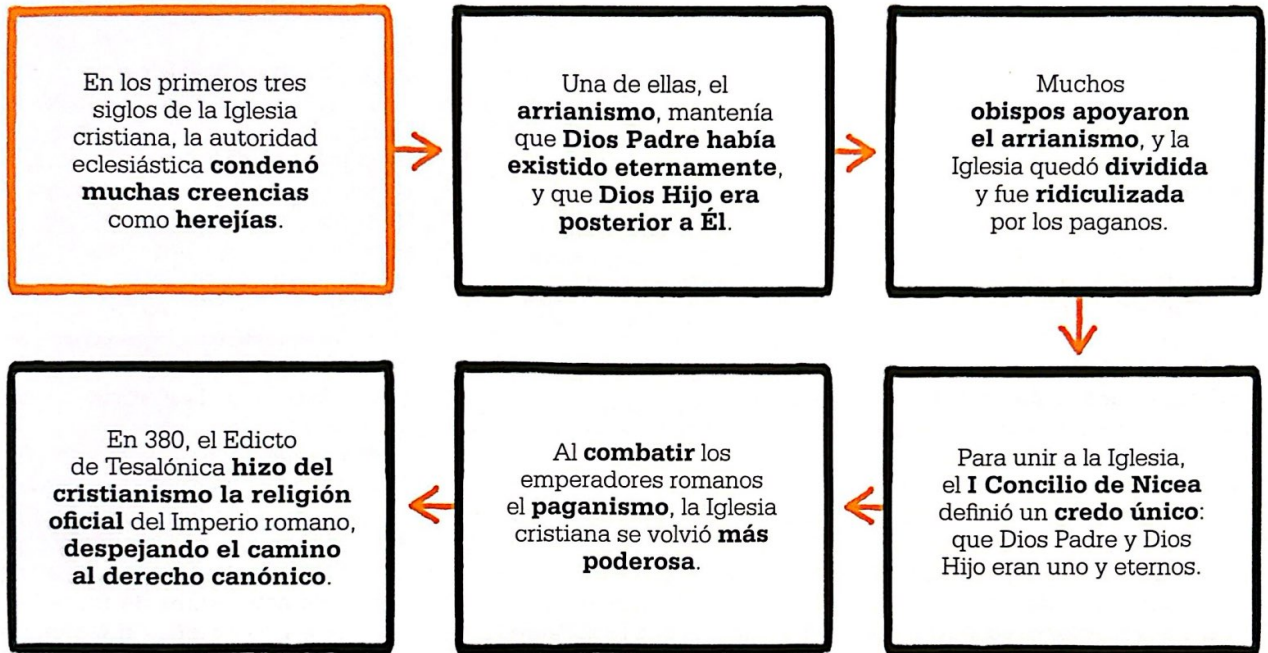 En los primeros tres
siglos de la Iglesia
cristiana, la autoridad
eclesiástica condenó
muchas creencias
como herejías.
Una de ellas, el
arrianismo, mantenía
que Dios Padre había
existido eternamente,
y que Dios Hijo era
posterior a Él.
Muchos
obispos apoyaron
el arrianismo, y la
Iglesia quedó dividida
y fue ridiculizada
por los paganos.
Para unir a la Iglesia,
el I Concilio de Nicea
definió un credo único:
que Dios Padre y Dios
Hijo eran uno y eternos.
Al combatir los
emperadores romanos
el paganismo, la Iglesia
cristiana se volvió más
poderosa.
En 380, el Edicto
de Tesalónica hizo del
cristianismo la religión
oficial del Imperio romano,
despejando el camino
al derecho canónico.